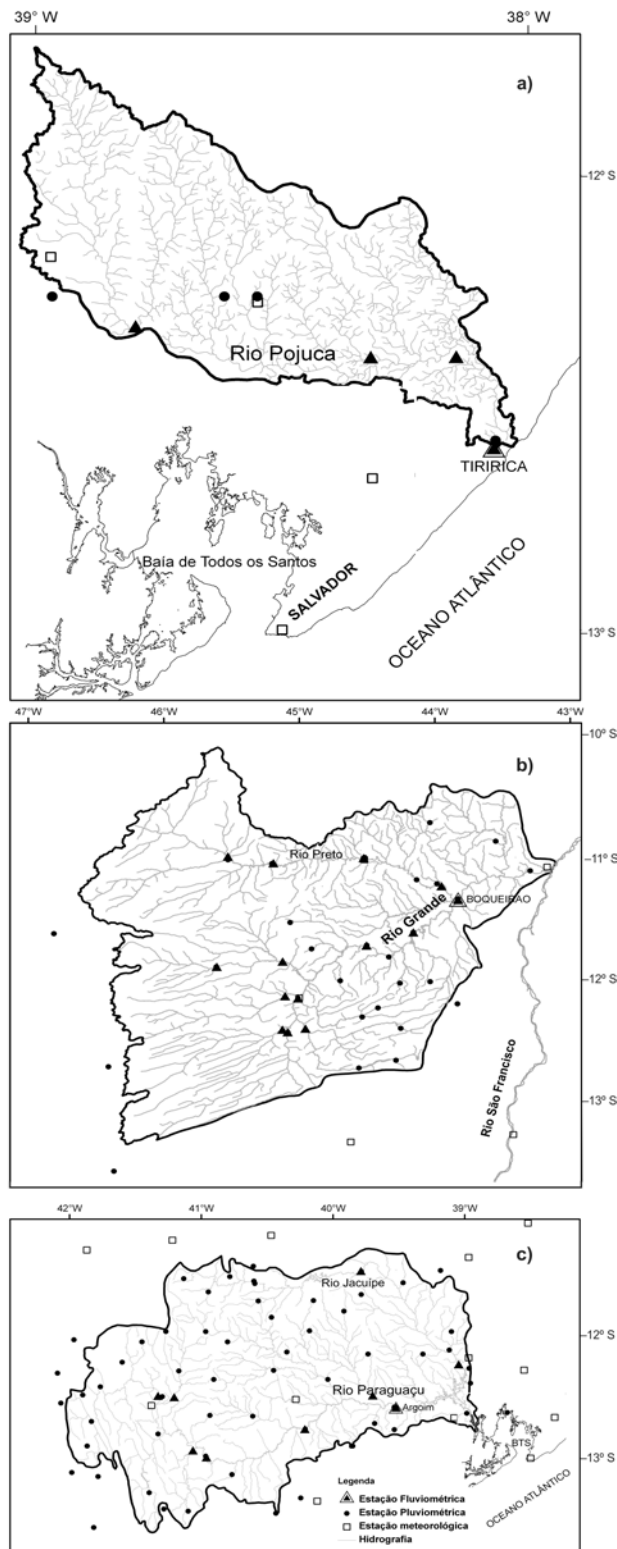 39° W
38° W
a)
12° S
Rio Pojuca
TIRIRICA
Baía de Todos os Santos
SALVADOR
OCEANO ATLÂNTICO
13° S
47°W
46°W
45°W
44°W
43°W
10° S
b)
Rio Preto
11° S
BOQUEIRAO
Rio Grande
12° S
13° S
Rio São Francisco
42°W
41°W
40°W
39°W
c)
Rio Jacuípe
12° S
Rio Paraguaçu
Argoim
BTS
13° S
OCEANO ATLÂNTICO
Legenda
Estação Fluviométrica
Estação Pluviométrica
Estação meteorológica
Hidrografia